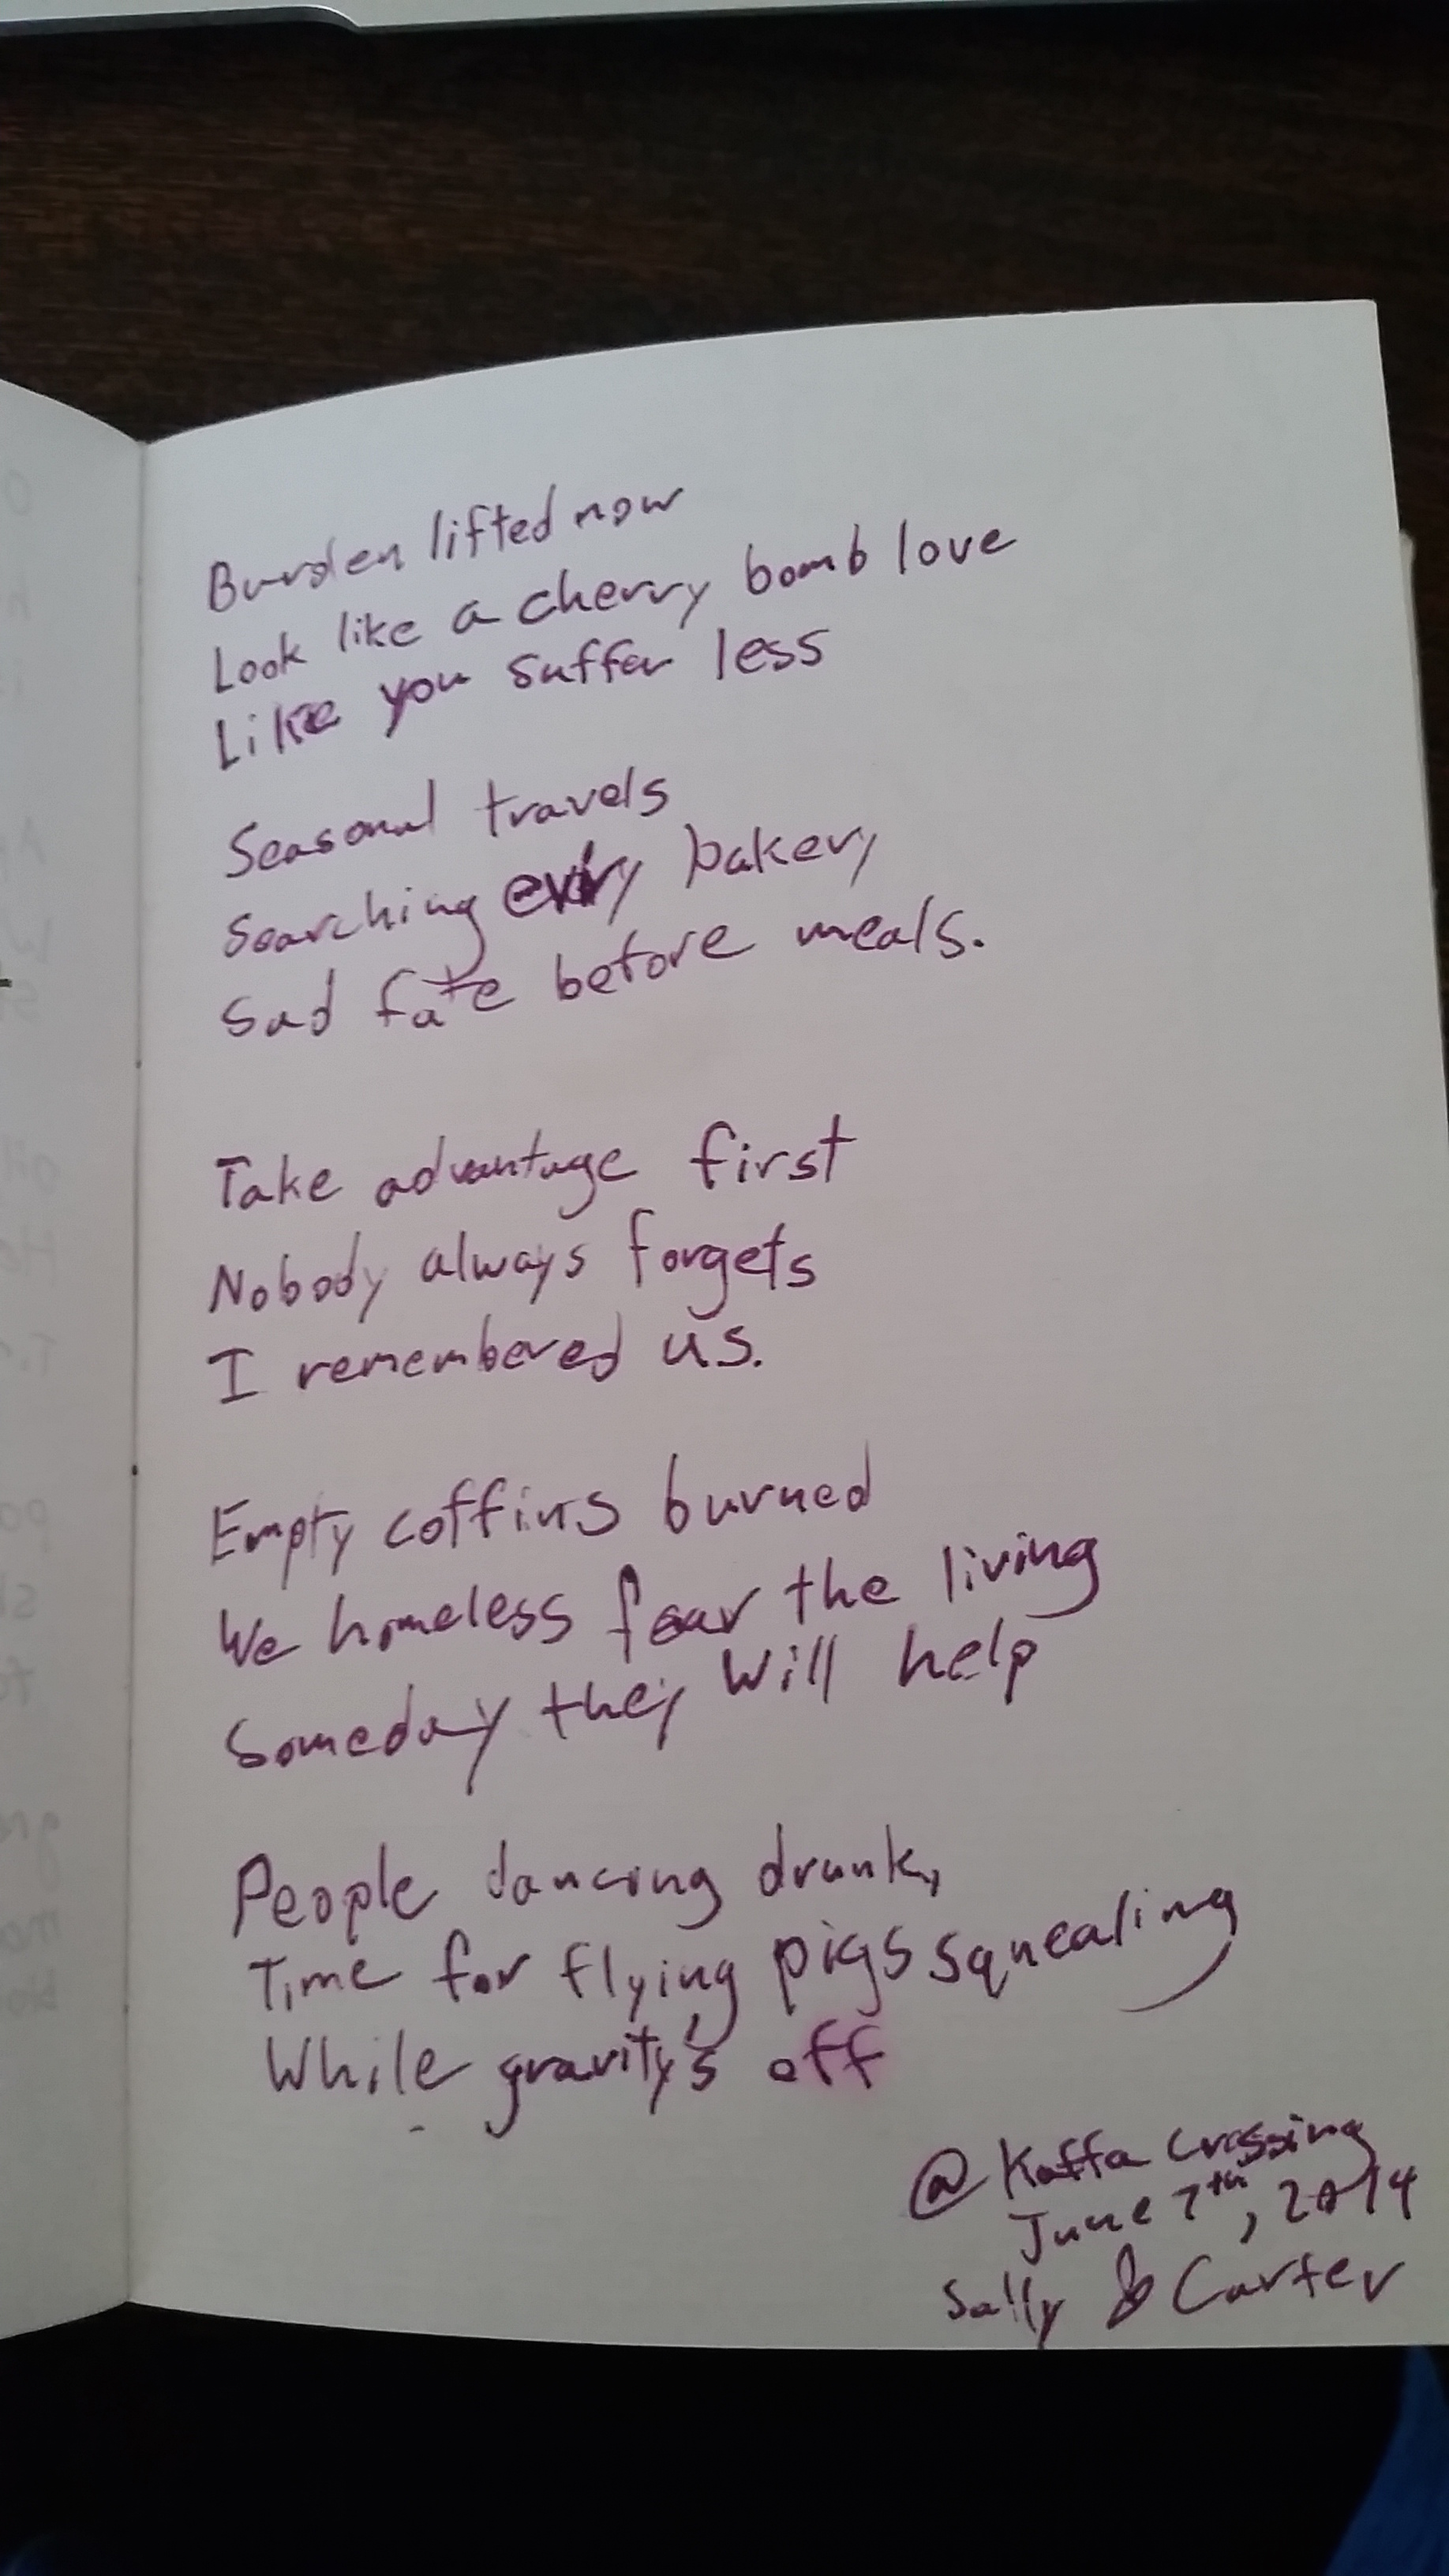 Burden lifted now
Look like a cherry bomb love
Like you suffer less
Seasonal travels
Searching every bakery
Sad fate before meals.
Take advantage first
Nobody always forgets
I remembered us.
Empty coffins burned
We homeless fear the living
Someday they will help
People dancing drunk,
Time for flying pigs squealing
While gravity's off
@ Kaffa Crossing
June 7th, 2014
Sally & Carter